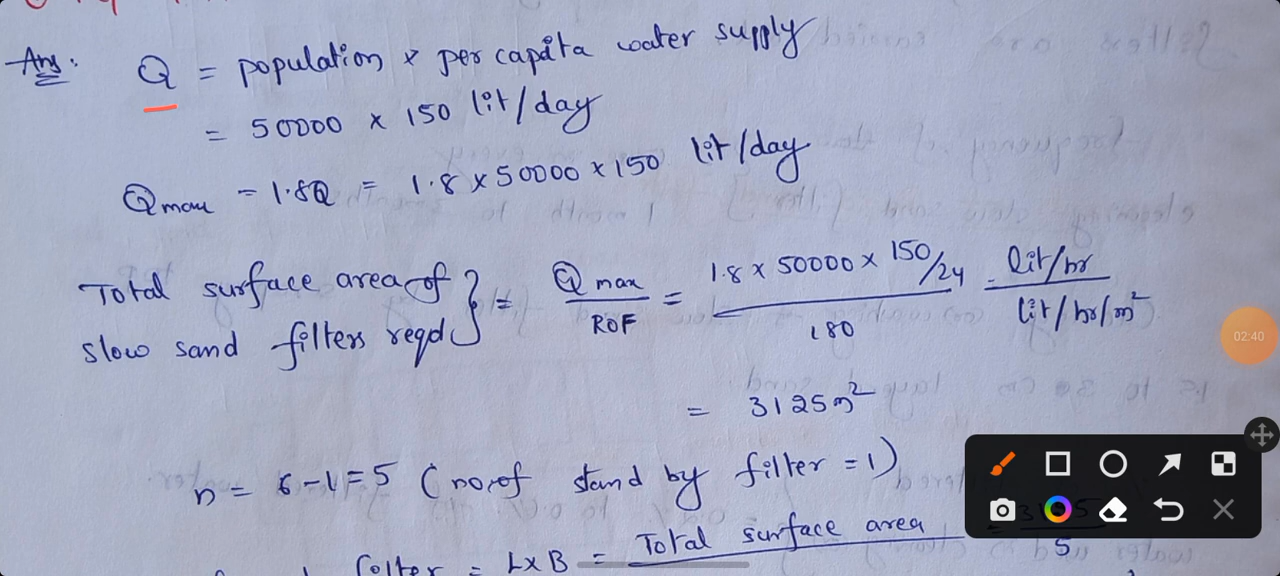 Ans. Q = population × per capita water supply
= 50000 × 150 lit/day
Qmax = 1.8Q = 1.8 × 50000 × 150 lit/day
Total surface area of slow sand filters reqd } = Qmax / ROF = 1.8 × 50000 × 150/24 / 180 lit/hr / lit/hr/m²
= 3125 m²
n = 6-1=5 (no. of stand by filter = 1)
filter = L×B = Total surface area
5
02:40